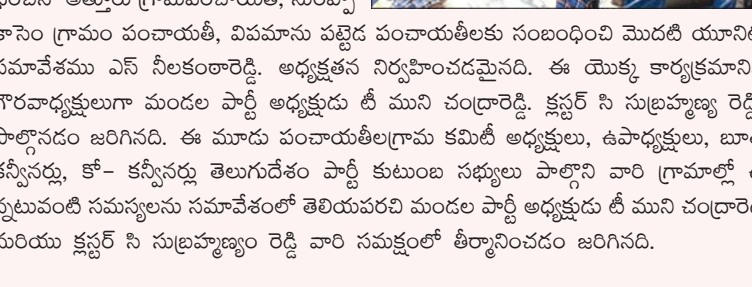 అత్తూరు గ్రామపంచాయతీ,
కాసెం గ్రామం పంచాయతీ, విపమాను పట్టెడ పంచాయతీలకు సంబంధించి మొదటి యూనిట
సమావేశము ఎస్ నీలకంఠారెడ్డి. అధ్యక్షతన నిర్వహించడమైనది. ఈ యొక్క కార్యక్రమాని
గౌరవాధ్యక్షులుగా మండల పార్టీ అధ్యక్షుడు టీ ముని చంద్రారెడ్డి. క్లస్టర్ సి సుబ్రహ్మణ్య రెడ్డి
పాల్గొనడం జరిగినది. ఈ మూడు పంచాయతీలగ్రామ కమిటీ అధ్యక్షులు, ఉపాధ్యక్షులు, బూ
కన్వీనర్లు, కో- కన్వీనర్లు తెలుగుదేశం పార్టీ కుటుంబ సభ్యులు పాల్గొని వారి గ్రామాల్లో
న్నటువంటి సమస్యలను సమావేశంలో తెలియపరచి మండల పార్టీ అధ్యక్షుడు టీ ముని చంద్రారె
మరియు క్లస్టర్ సి సుబ్రహ్మణ్యం రెడ్డి వారి సమక్షంలో తీర్మానించడం జరిగినది.